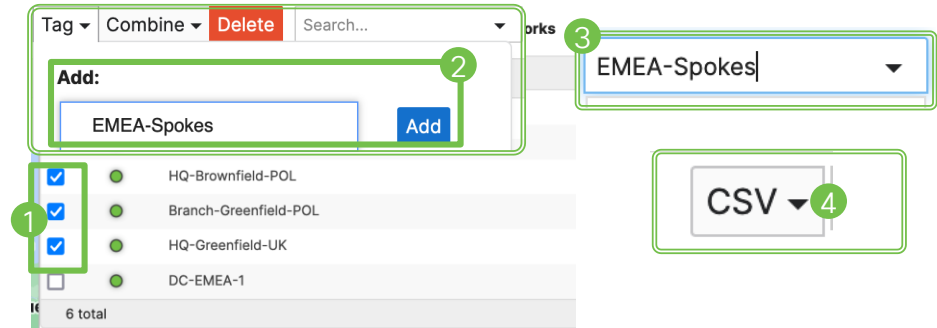 Tag Combine Delete Search... orks
Add:
2
EMEA-Spokes Add
1
HQ-Brownfield-POL
Branch-Greenfield-POL
HQ-Greenfield-UK
DC-EMEA-1
6 total
3
EMEA-Spokes
CSV 4